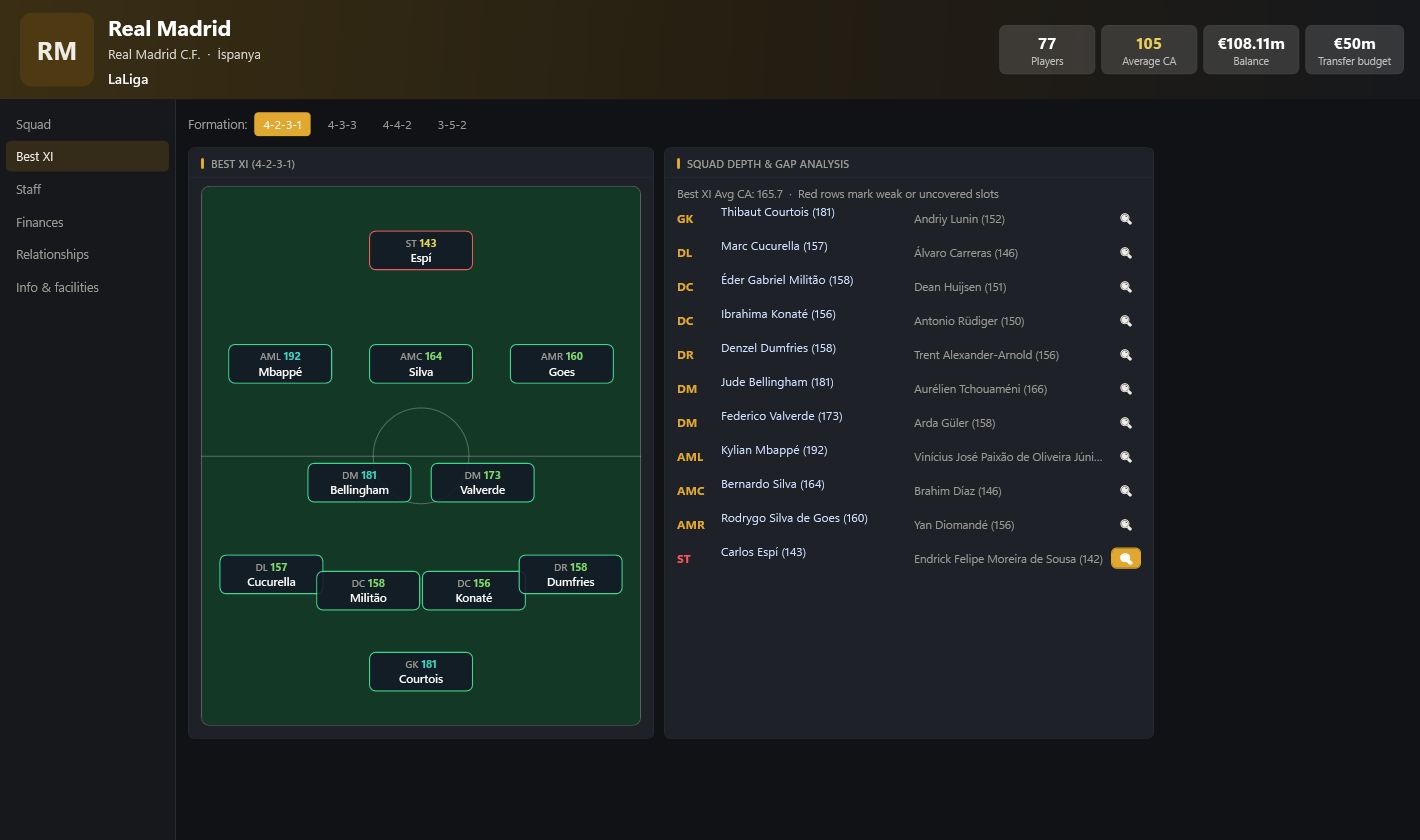 RM
Real Madrid
Real Madrid C.F. · İspanya
LaLiga
77
Players
105
Average CA
€108.11m
Balance
€50m
Transfer budget
Squad
Best XI
Staff
Finances
Relationships
Info & facilities
Formation: 4-2-3-1 4-3-3 4-4-2 3-5-2
BEST XI (4-2-3-1)
ST 143
Espí
AML 192
Mbappé
AMC 164
Silva
AMR 160
Goes
DM 181
Bellingham
DM 173
Valverde
DL 157
Cucurella
DC 158
Militão
DC 156
Konaté
DR 158
Dumfries
GK 181
Courtois
SQUAD DEPTH & GAP ANALYSIS
Best XI Avg CA: 165.7 · Red rows mark weak or uncovered slots
GK Thibaut Courtois (181) Andriy Lunin (152)
DL Marc Cucurella (157) Álvaro Carreras (146)
DC Éder Gabriel Militão (158) Dean Huijsen (151)
DC Ibrahima Konaté (156) Antonio Rüdiger (150)
DR Denzel Dumfries (158) Trent Alexander-Arnold (156)
DM Jude Bellingham (181) Aurélien Tchouaméni (166)
DM Federico Valverde (173) Arda Güler (158)
AML Kylian Mbappé (192) Vinícius José Paixão de Oliveira Júni...
AMC Bernardo Silva (164) Brahim Díaz (146)
AMR Rodrygo Silva de Goes (160) Yan Diomandé (156)
ST Carlos Espí (143) Endrick Felipe Moreira de Sousa (142)